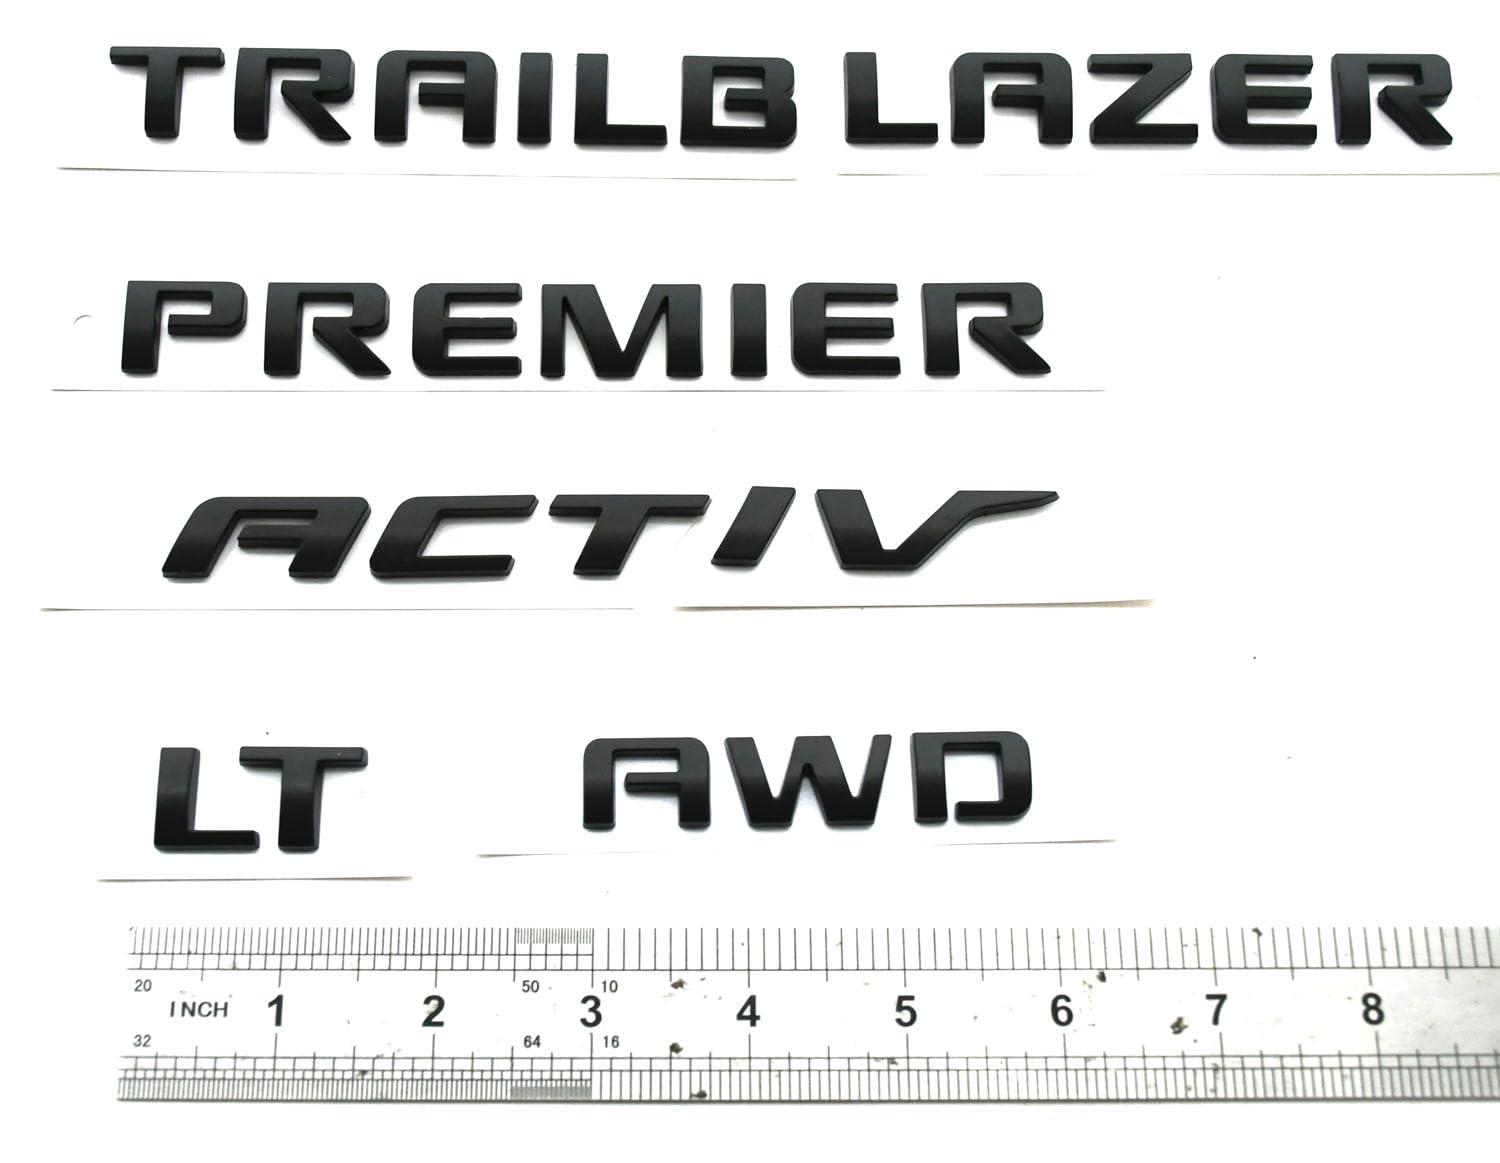 TRAILBLAZER
PREMIER
ACTIV
LT AWD
20 50 10
INCH 1 2 3 4 5 6 7 8
32 64 16